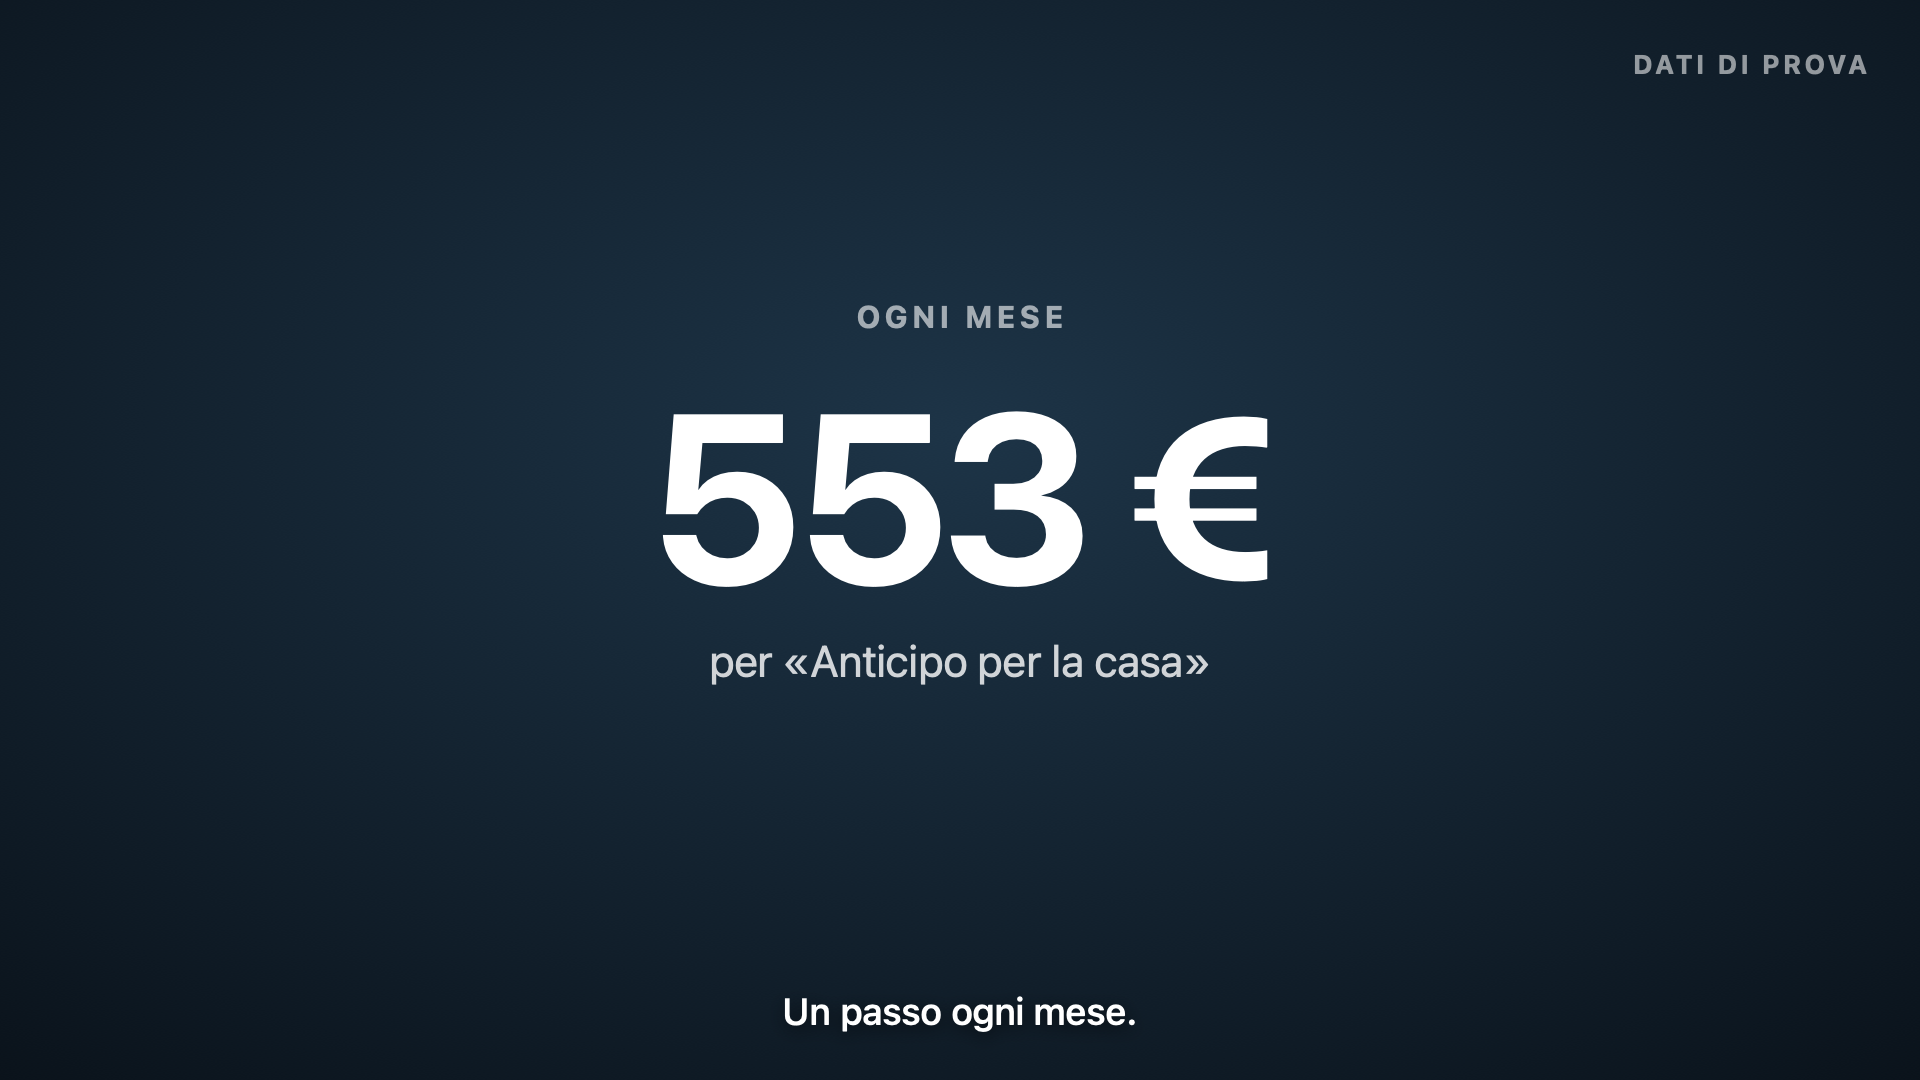 DATI DI PROVA
OGNI MESE
553 €
per «Anticipo per la casa»
Un passo ogni mese.